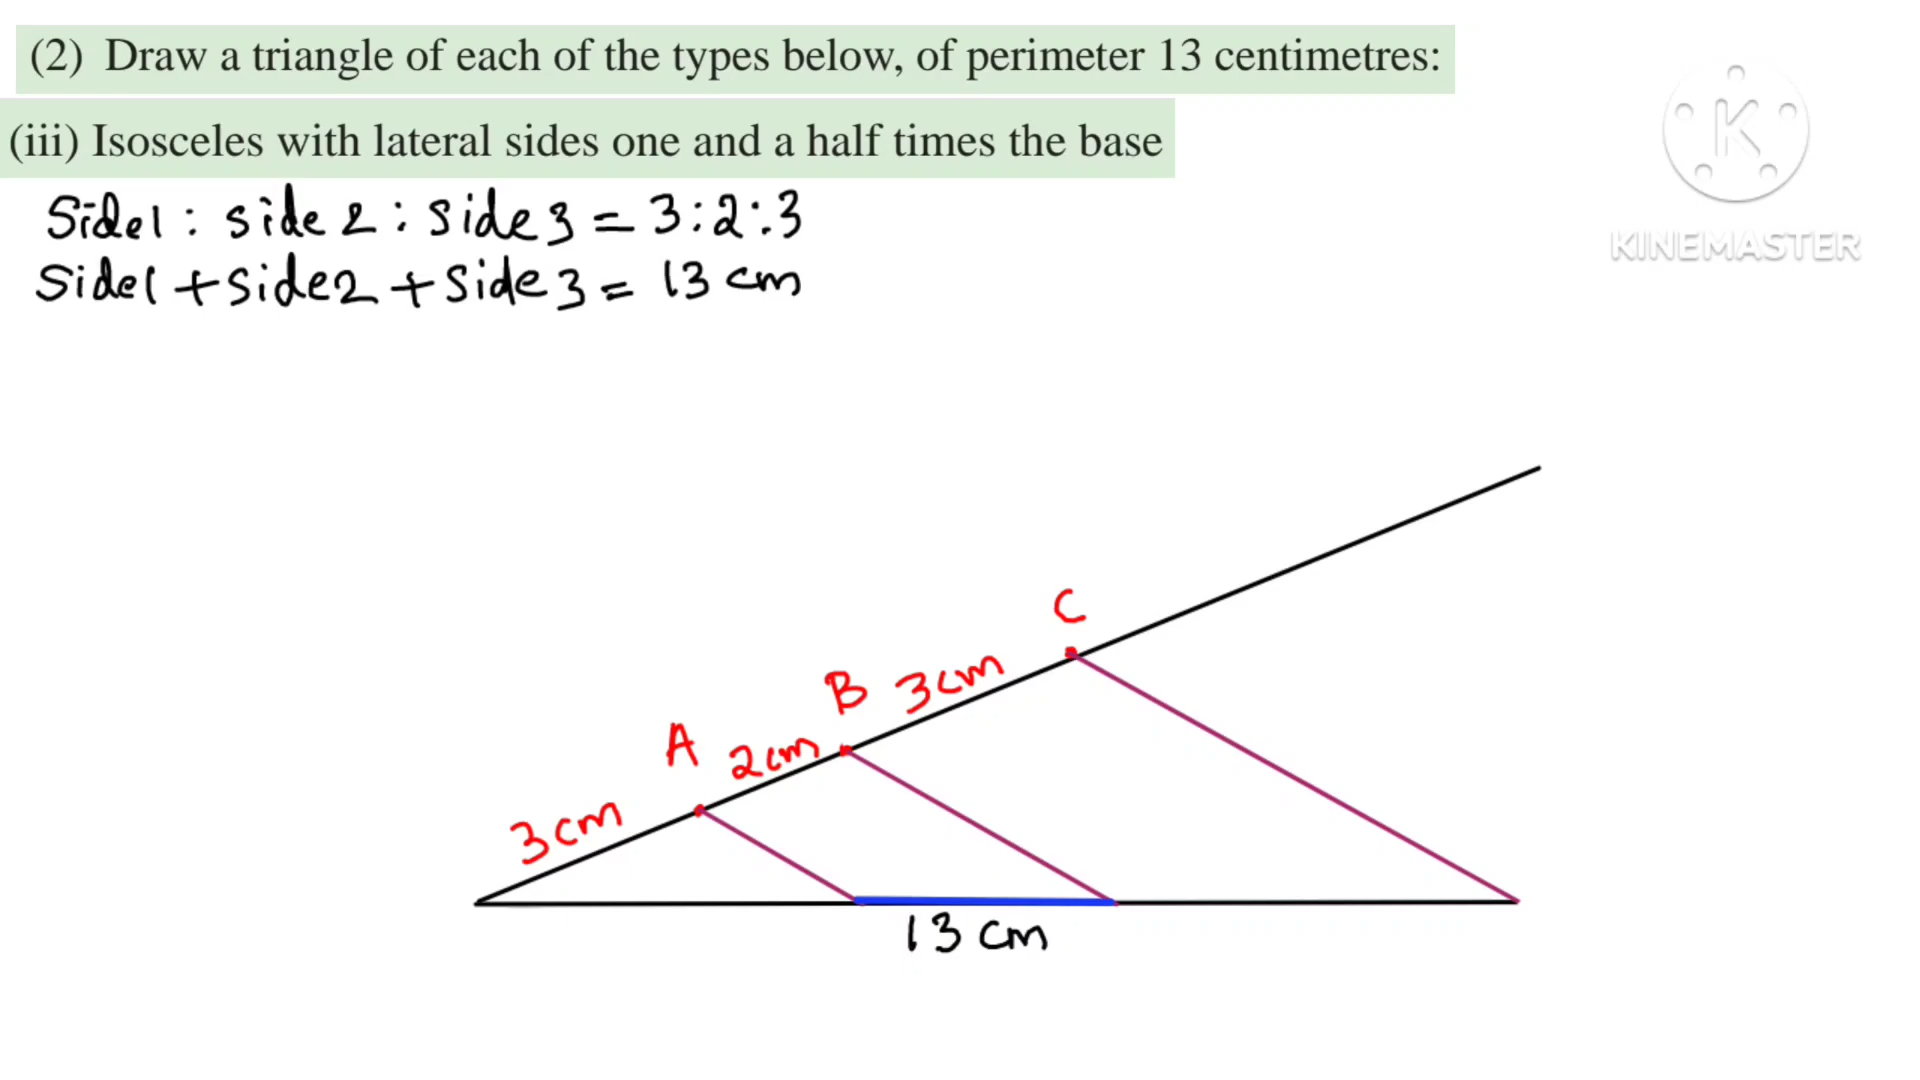 (2) Draw a triangle of each of the types below, of perimeter 13 centimetres:
(iii) Isosceles with lateral sides one and a half times the base
Side1 : side2 : side3 = 3:2:3
Side1 + side2 + side3 = 13 cm
K
KINEMASTER
C
B 3cm
A 2cm
3cm
13 cm